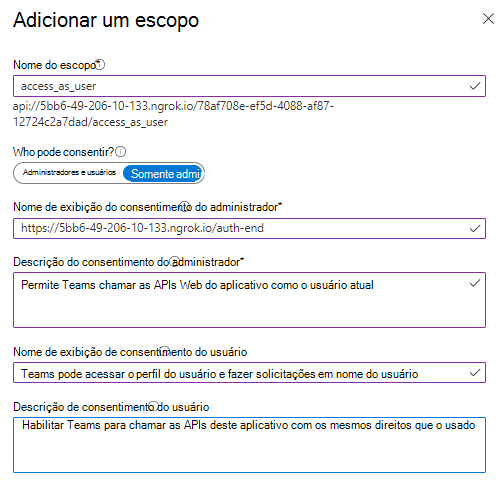 Adicionar um escopo
Nome do escopo*
access_as_user
api://5bb6-49-206-10-133.ngrok.io/78af708e-ef5d-4088-af87-
12724c2a7dad/access_as_user
Who pode consentir?
Administradores e usuários Somente admi
Nome de exibição do consentimento do administrador*
https://5bb6-49-206-10-133.ngrok.io/auth-end
Descrição do consentimento do administrador*
Permite Teams chamar as APIs Web do aplicativo como o usuário atual
Nome de exibição de consentimento do usuário
Teams pode acessar o perfil do usuário e fazer solicitações em nome do usuário
Descrição de consentimento do usuário
Habilitar Teams para chamar as APIs deste aplicativo com os mesmos direitos que o usado